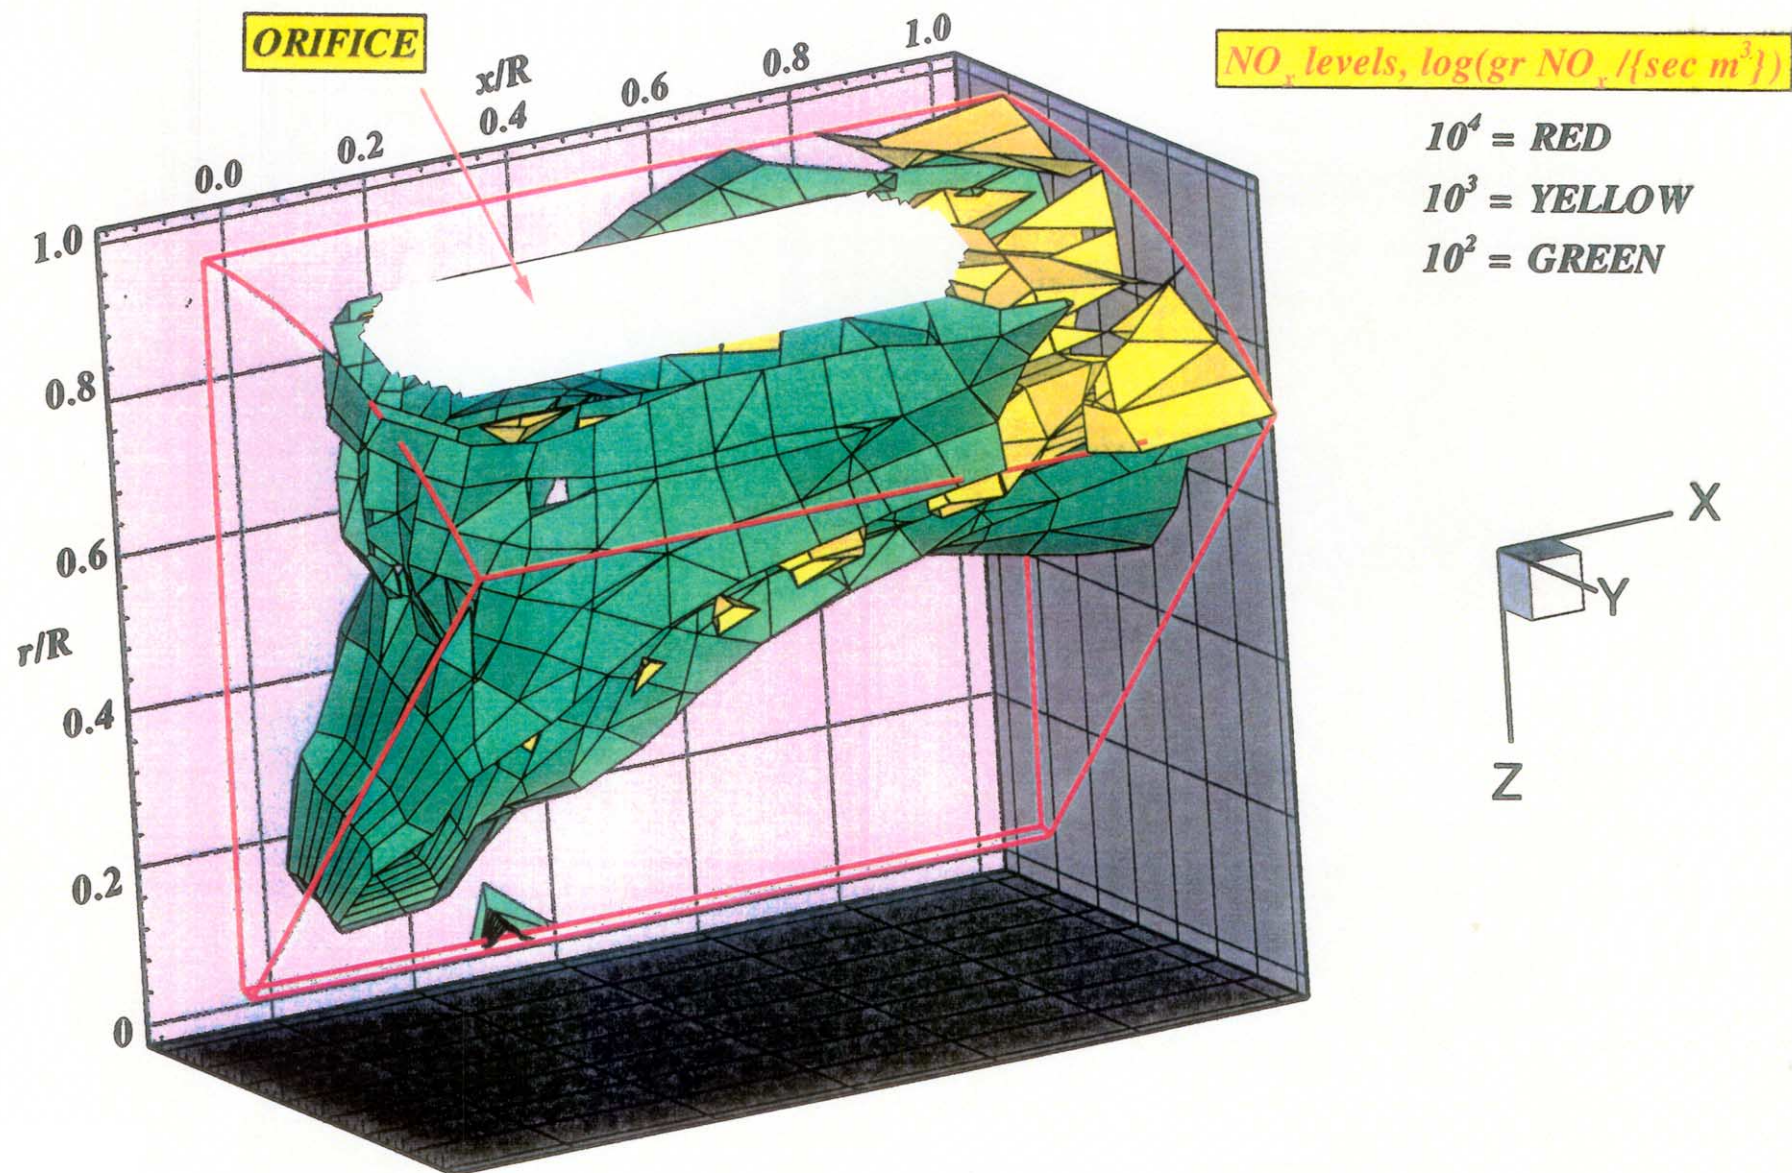 ORIFICE
NOx levels, log(gr NOx /{sec m³})
10⁴ = RED
10³ = YELLOW
10² = GREEN
x/R
0.0 0.2 0.4 0.6 0.8 1.0
1.0
0.8
0.6
r/R
0.4
0.2
0
X
Y
Z